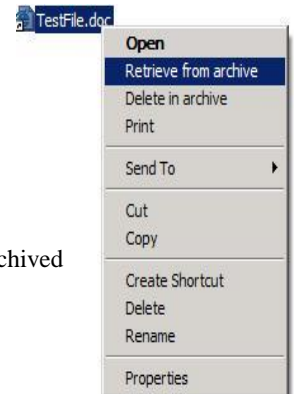 TestFile.doc
Open
Retrieve from archive
Delete in archive
Print
Send To
Cut
Copy
chived
Create Shortcut
Delete
Rename
Properties